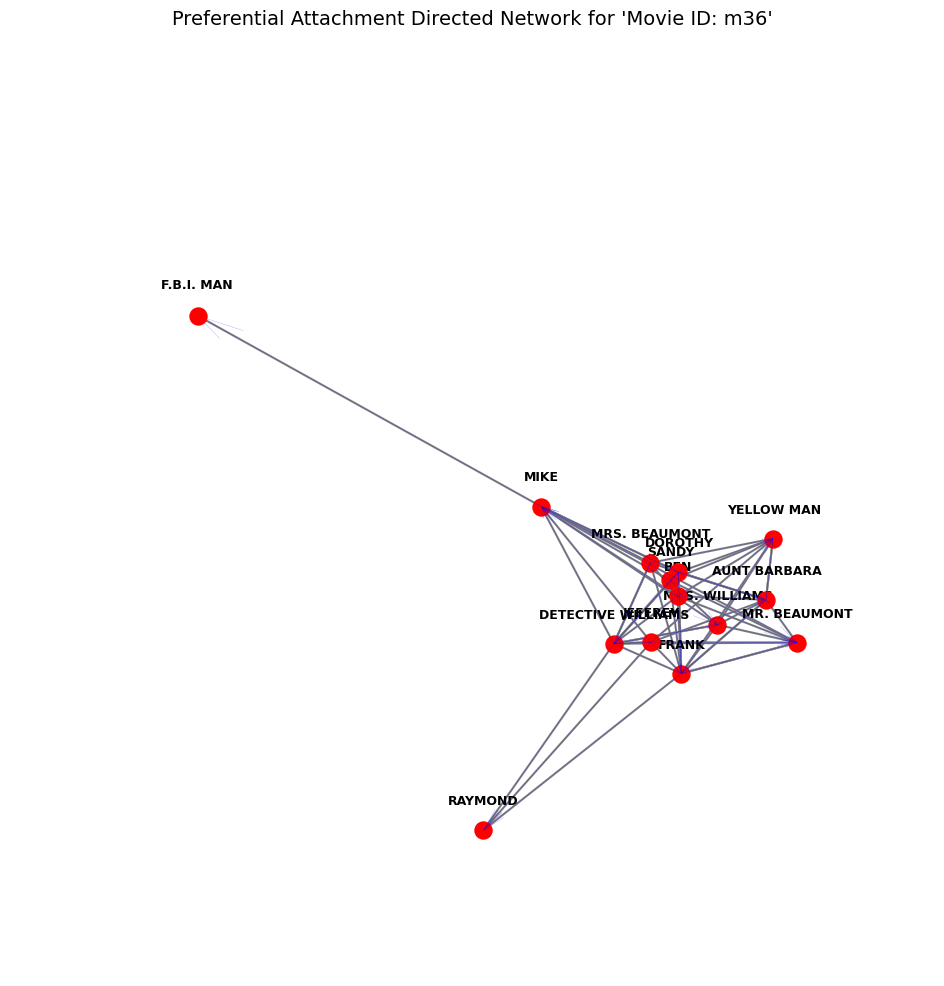 Preferential Attachment Directed Network for 'Movie ID: m36'
F.B.I. MAN
MIKE
YELLOW MAN
MRS. BEAUMONT
DOROTHY
SANDY
BEN
AUNT BARBARA
MRS. WILLIAMS
DETECTIVE WILLIAMS
JEFFREY
MR. BEAUMONT
FRANK
RAYMOND